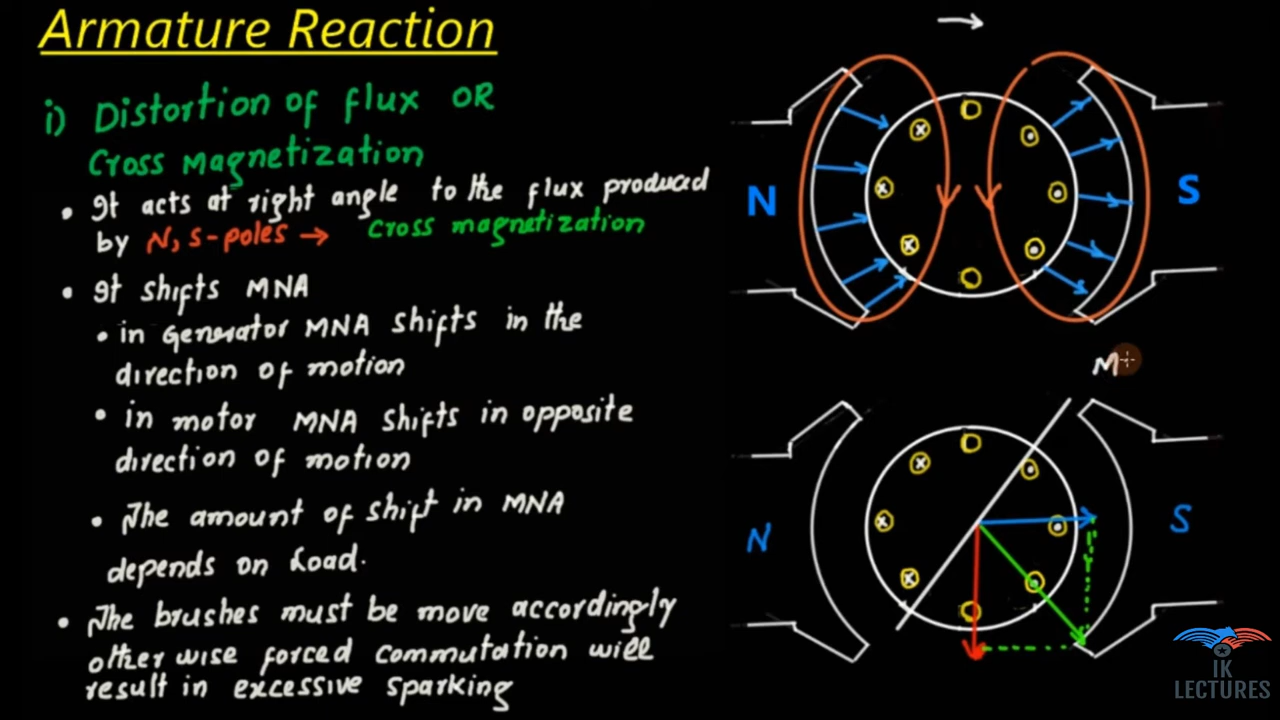 Armature Reaction
i) Distortion of flux OR
Cross magnetization
• It acts at right angle to the flux produced
by N, S-poles → Cross magnetization
• It shifts MNA
• in Generator MNA shifts in the
direction of motion
• in motor MNA shifts in opposite
direction of motion
• The amount of shift in MNA
depends on Load.
• The brushes must be move accordingly
otherwise forced commutation will
result in excessive sparking
N
S
M
N
S
IK
LECTURES